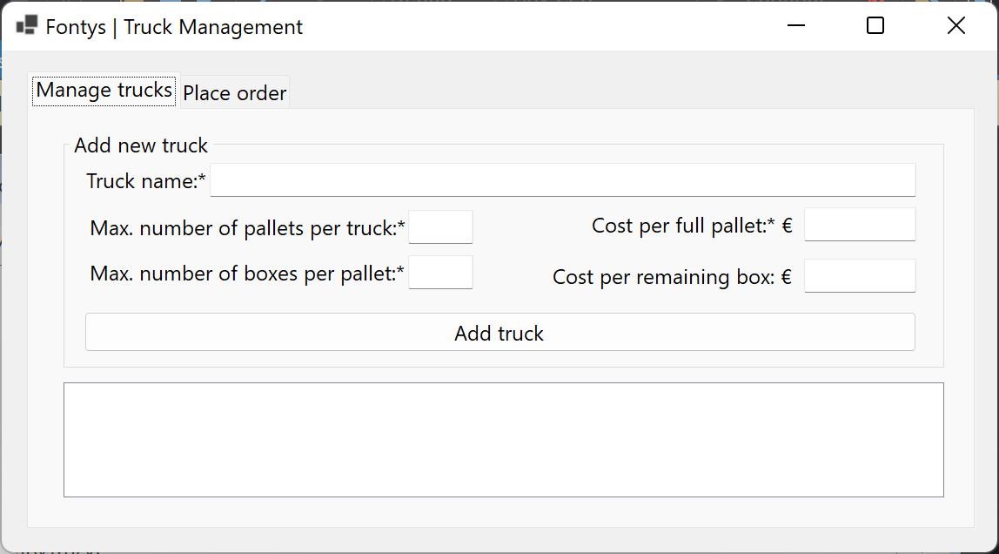 Fontys | Truck Management
Manage trucks
Place order
Add new truck
Truck name:*
Max. number of pallets per truck:*
Cost per full pallet:* €
Max. number of boxes per pallet:*
Cost per remaining box: €
Add truck